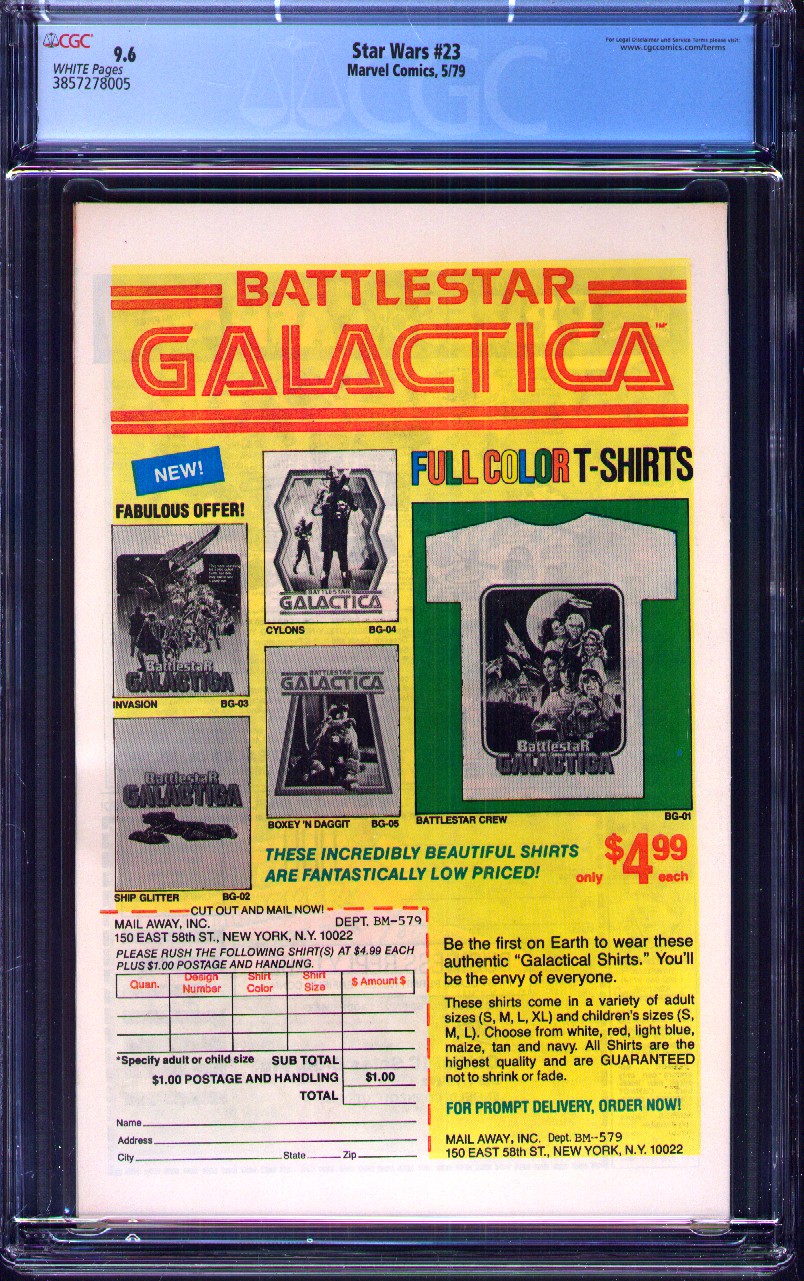 CGC
9.6
WHITE Pages
3857278005
Star Wars #23
Marvel Comics, 5/79
For Legal Disclaimer and Service Terms please visit:
www.cgccomics.com/terms
CGC
BATTLESTAR
GALACTICA™
NEW!
FABULOUS OFFER!
FULL COLOR T-SHIRTS
BattlestaR
GALACTICA
INVASION BG-03
BATTLESTAR
GALACTICA
CYLONS BG-04
BattlestaR
GALACTICA
SHIP GLITTER BG-02
BATTLESTAR
GALACTICA
BOXEY 'N DAGGIT BG-05
BattlestaR
GALACTICA
BATTLESTAR CREW BG-01
THESE INCREDIBLY BEAUTIFUL SHIRTS
ARE FANTASTICALLY LOW PRICED!
only $4.99 each
CUT OUT AND MAIL NOW!
MAIL AWAY, INC. DEPT. BM-579
150 EAST 58th ST., NEW YORK, N.Y. 10022
PLEASE RUSH THE FOLLOWING SHIRT(S) AT $4.99 EACH
PLUS $1.00 POSTAGE AND HANDLING.
Quan. Design Number Shirt Color Shirt Size $ Amount $
*Specify adult or child size SUB TOTAL
$1.00 POSTAGE AND HANDLING $1.00
TOTAL
Name
Address
City State Zip
Be the first on Earth to wear these
authentic "Galactical Shirts." You'll
be the envy of everyone.
These shirts come in a variety of adult
sizes (S, M, L, XL) and children's sizes (S,
M, L). Choose from white, red, light blue,
maize, tan and navy. All Shirts are the
highest quality and are GUARANTEED
not to shrink or fade.
FOR PROMPT DELIVERY, ORDER NOW!
MAIL AWAY, INC. Dept. BM--579
150 EAST 58th ST., NEW YORK, N.Y. 10022